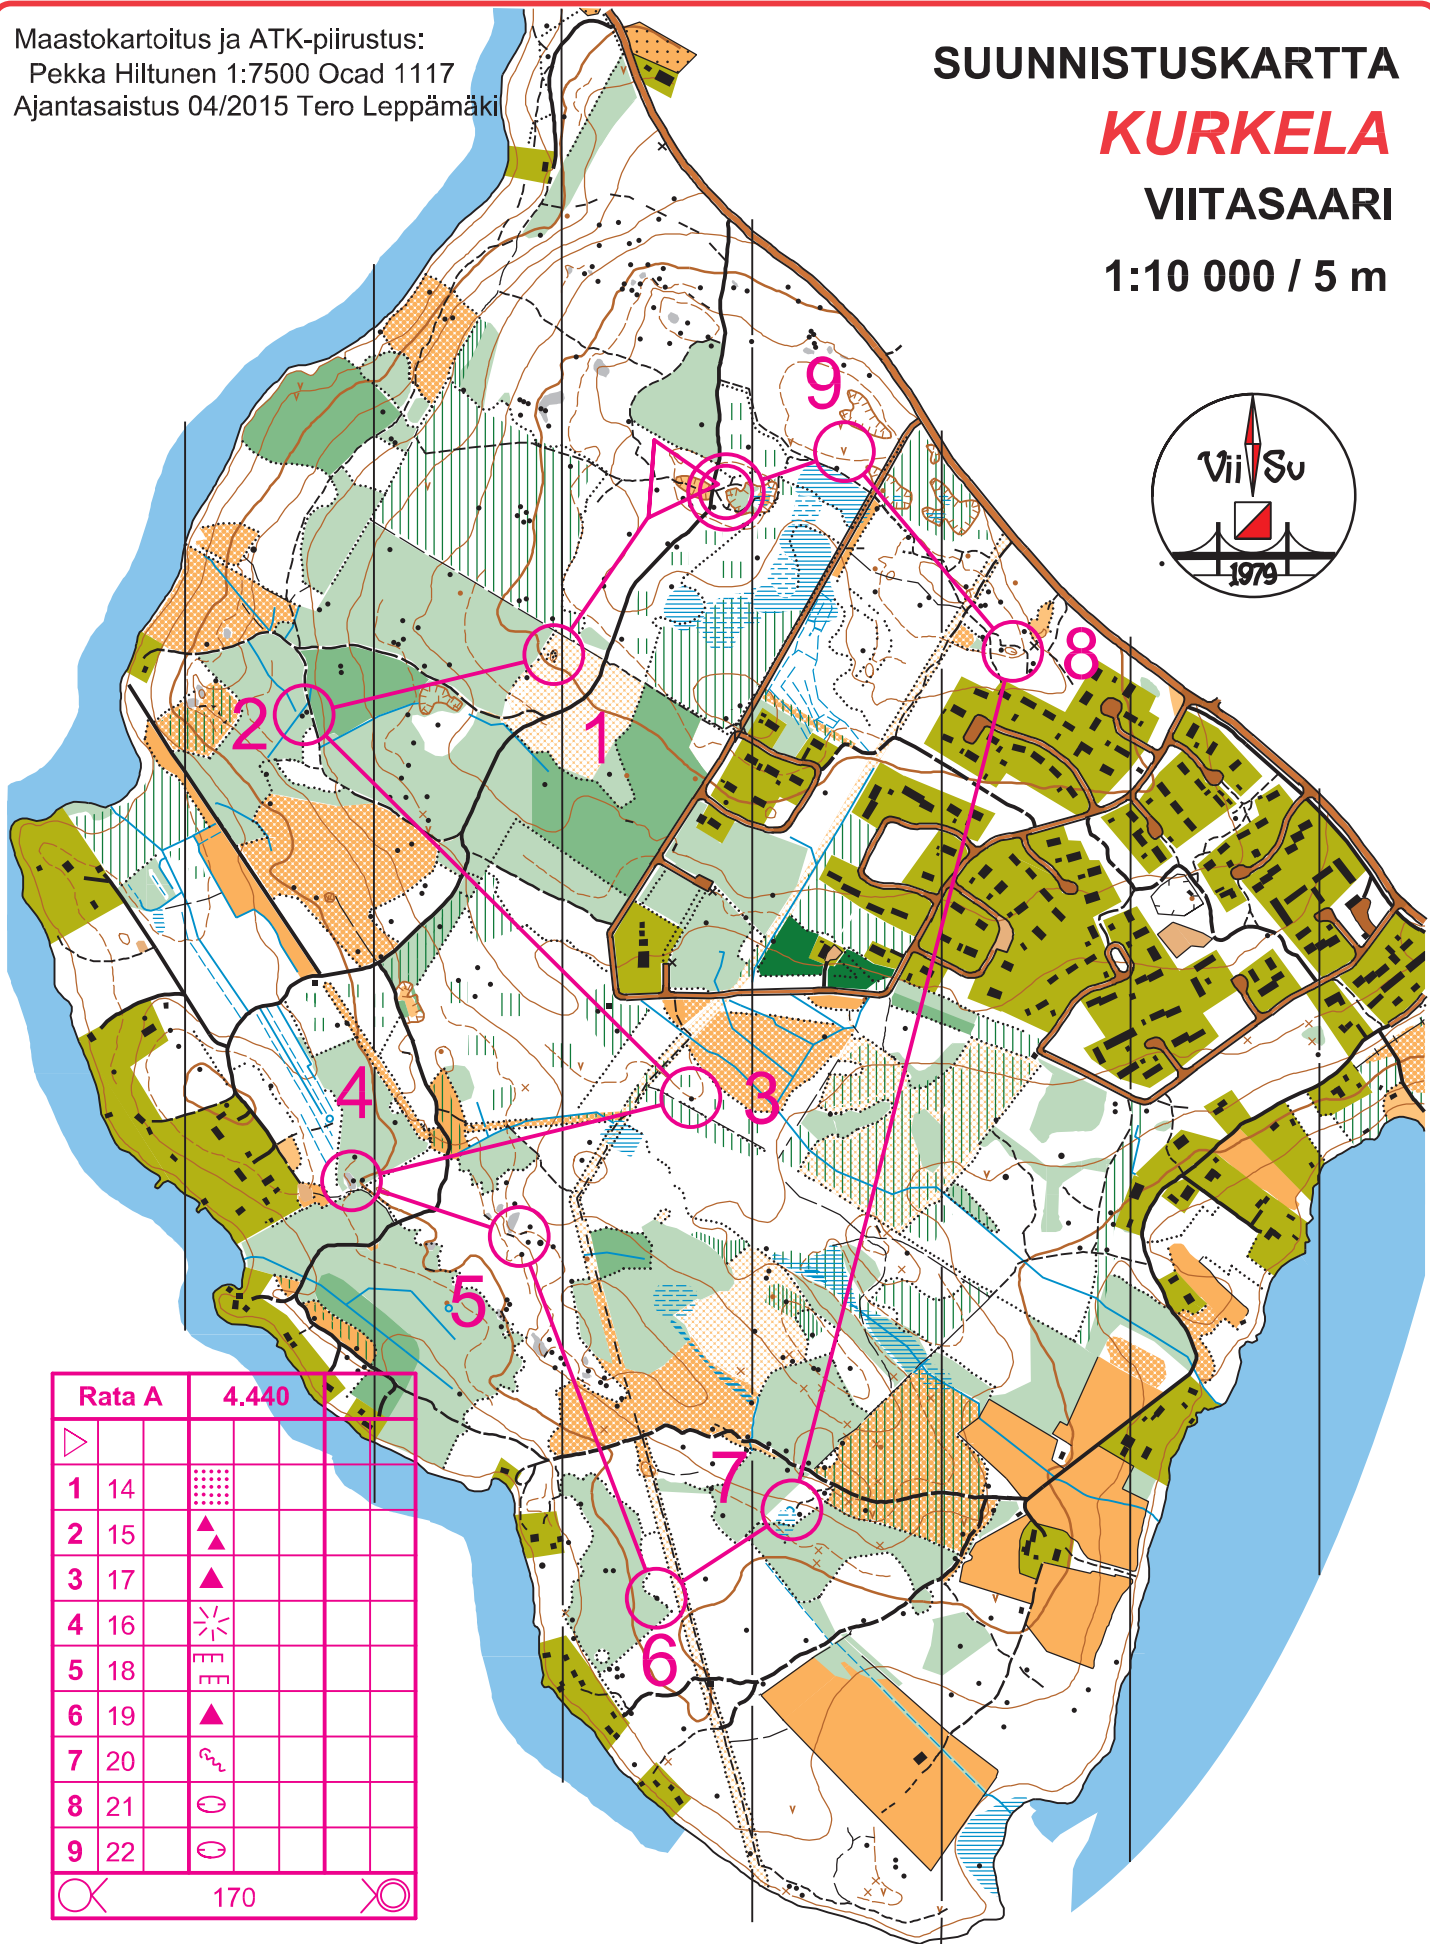 Maastokartoitus ja ATK-piirustus:
Pekka Hiltunen 1:7500 Ocad 1117
Ajantasaistus 04/2015 Tero Leppämäki
SUUNNISTUSKARTTA
KURKELA
VIITASAARI
1:10 000 / 5 m
Vii Su
1979
9
8
2
1
4
3
5
7
6
Rata A 4.440
1 14
2 15
3 17
4 16
5 18
6 19
7 20
8 21
9 22
170